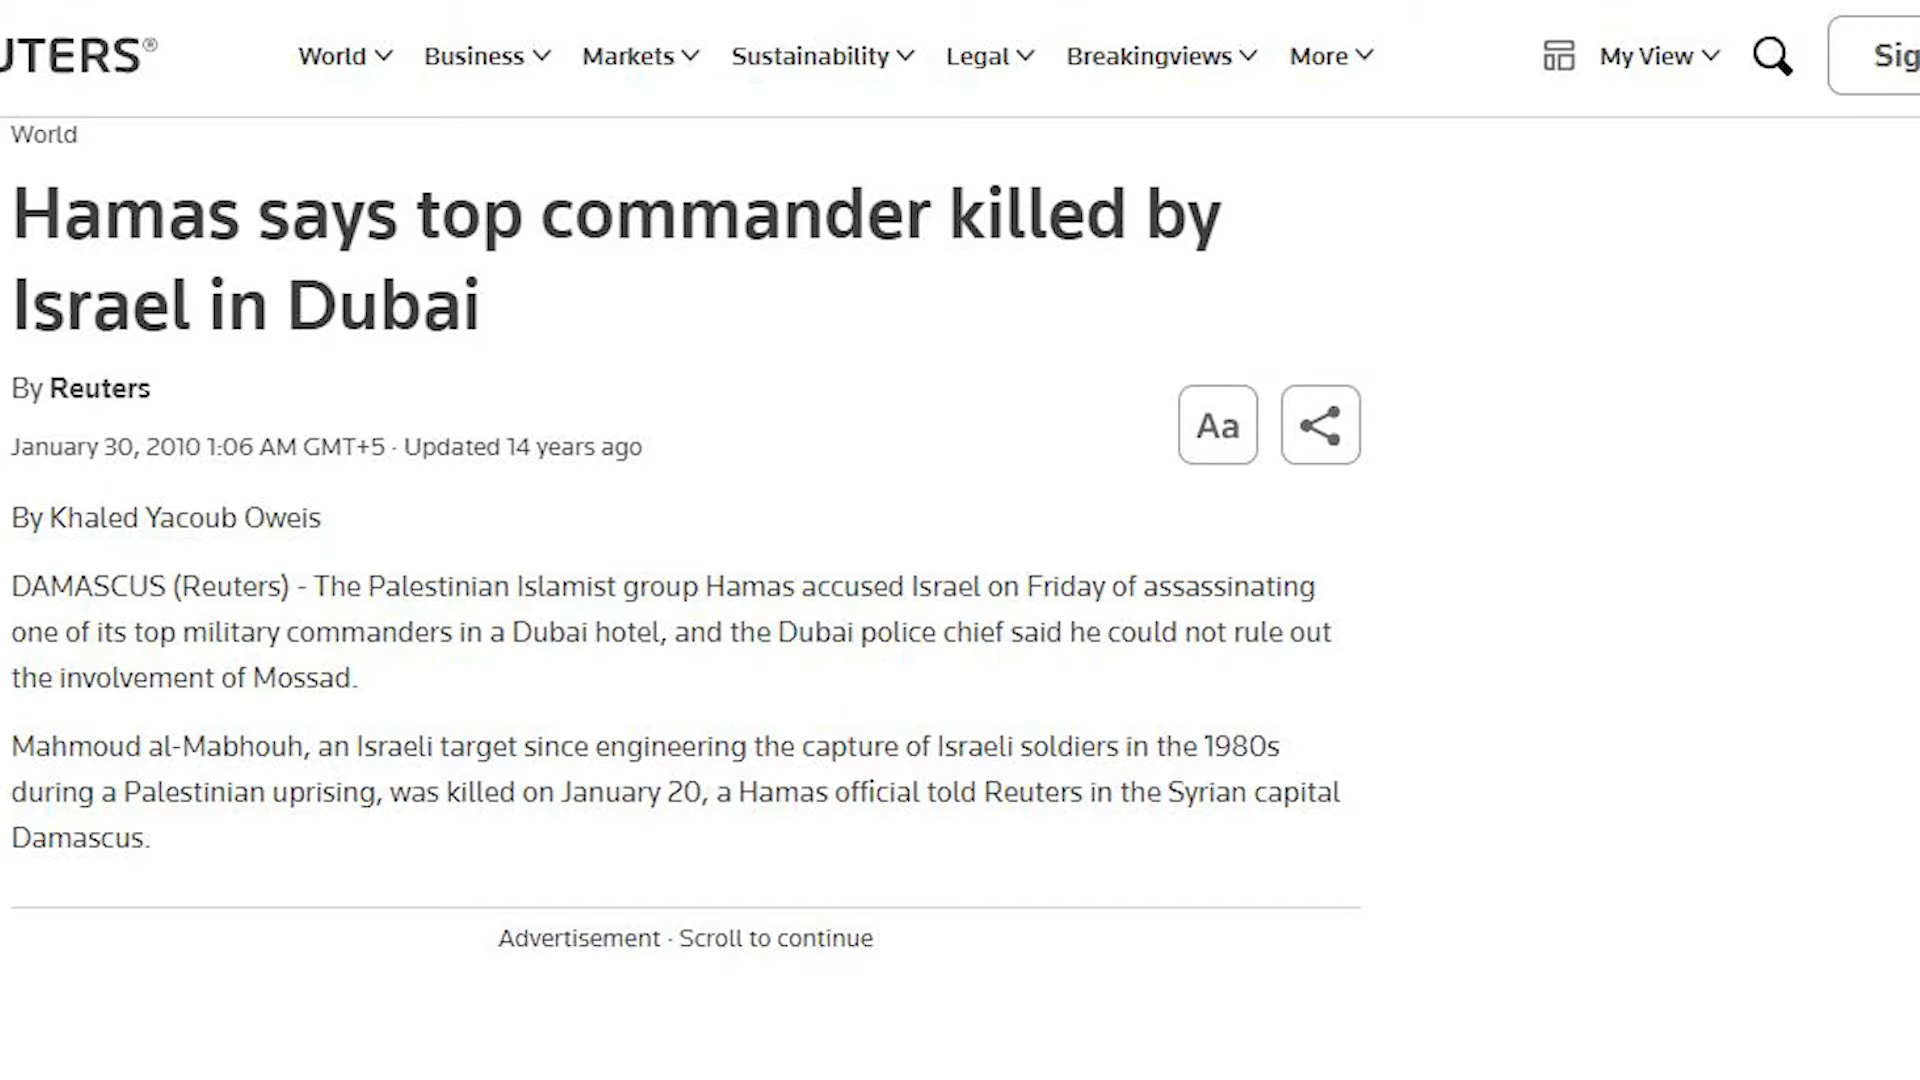 UTERS®
World
Business
Markets
Sustainability
Legal
Breakingviews
More
My View
Sig
World
Hamas says top commander killed by
Israel in Dubai
By Reuters
Aa
January 30, 2010 1:06 AM GMT+5 · Updated 14 years ago
By Khaled Yacoub Oweis
DAMASCUS (Reuters) - The Palestinian Islamist group Hamas accused Israel on Friday of assassinating
one of its top military commanders in a Dubai hotel, and the Dubai police chief said he could not rule out
the involvement of Mossad.
Mahmoud al-Mabhouh, an Israeli target since engineering the capture of Israeli soldiers in the 1980s
during a Palestinian uprising, was killed on January 20, a Hamas official told Reuters in the Syrian capital
Damascus.
Advertisement · Scroll to continue